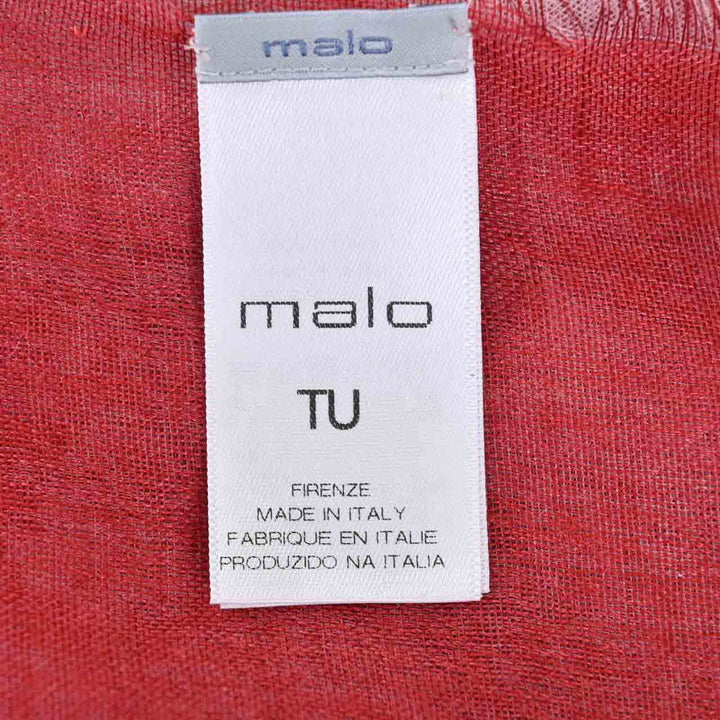 malo
malo
TU
FIRENZE
MADE IN ITALY
FABRIQUE EN ITALIE
PRODUZIDO NA ITALIA